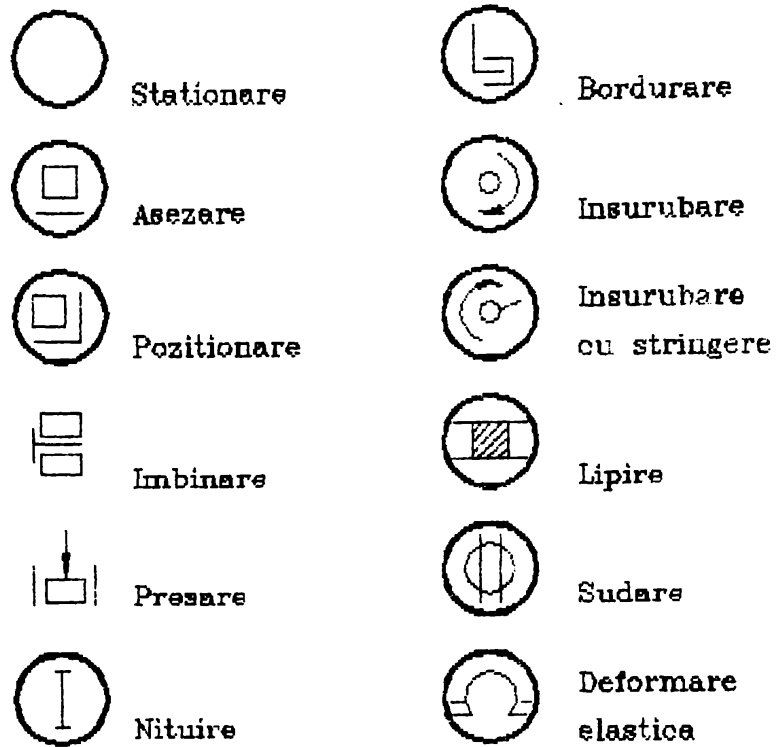 Stationare
Asezare
Pozitionare
Imbinare
Presare
Nituire
Bordurare
Insurubare
Insurubare
cu stringere
Lipire
Sudare
Deformare
elastica